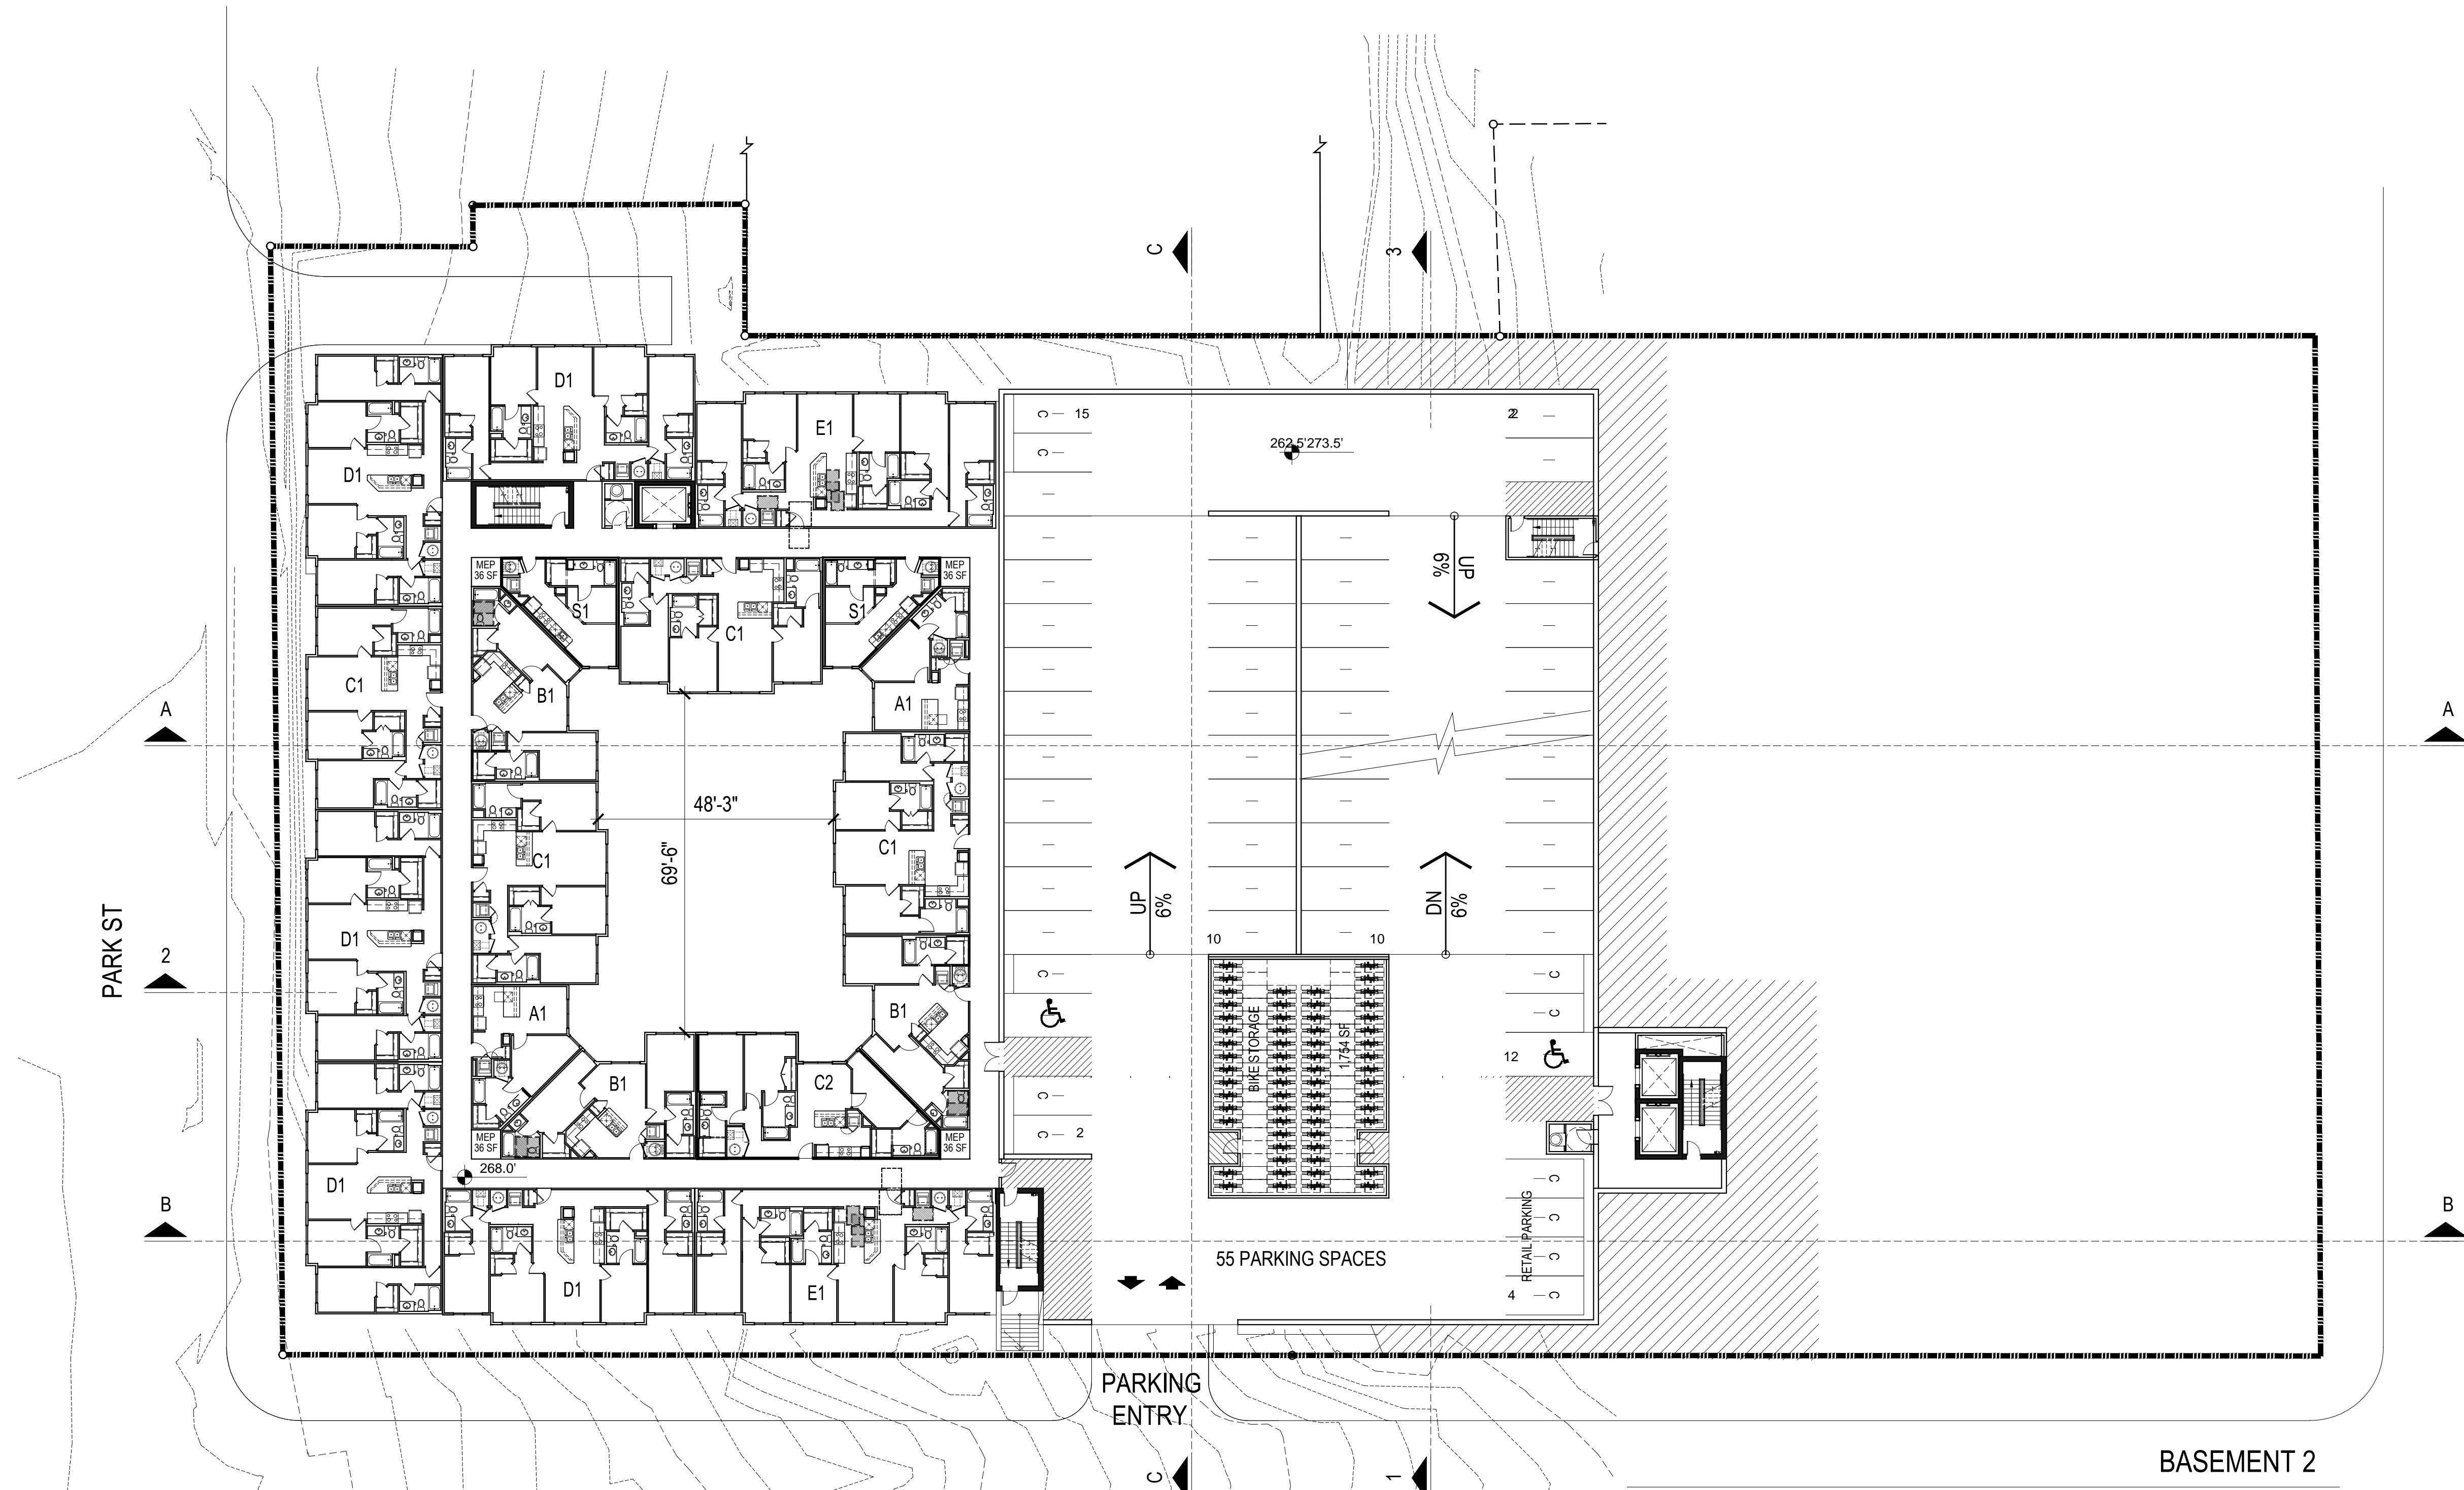 C
3
D1
E1
C — 15
22
C —
262.5'273.5'
D1
UP
6%
MEP
36 SF
MEP
36 SF
S1
S1
C1
C1
B1
A1
A
A
48'-3"
69'-6"
C1
C1
UP
6%
DN
6%
PARK ST
D1
10
10
2
C
C
A1
B1
C
BIKE STORAGE
1,754 SF
12
B1
C2
C
MEP
36 SF
MEP
36 SF
C — 2
268.0'
D1
C
B
B
C
RETAIL PARKING
55 PARKING SPACES
C
D1
E1
4 — C
PARKING
ENTRY
BASEMENT 2
C
1